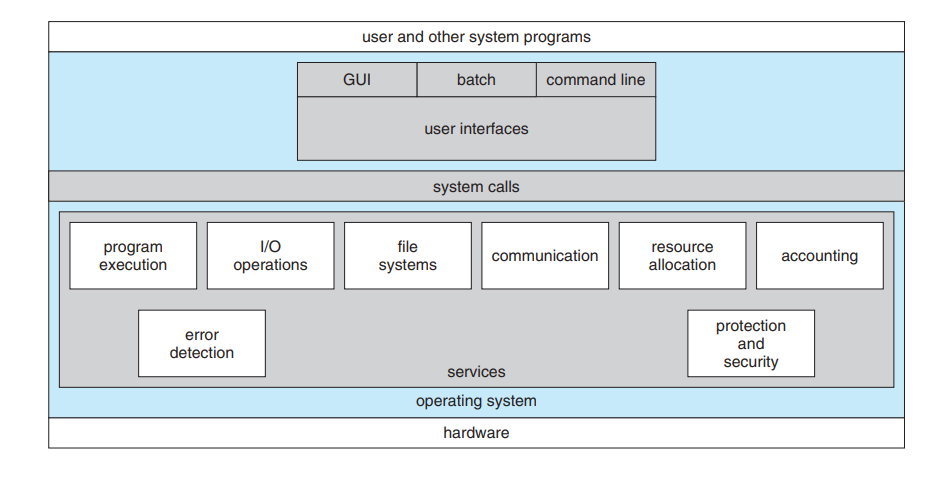 user and other system programs
GUI
batch
command line
user interfaces
system calls
program
execution
I/O
operations
file
systems
communication
resource
allocation
accounting
error
detection
protection
and
security
services
operating system
hardware